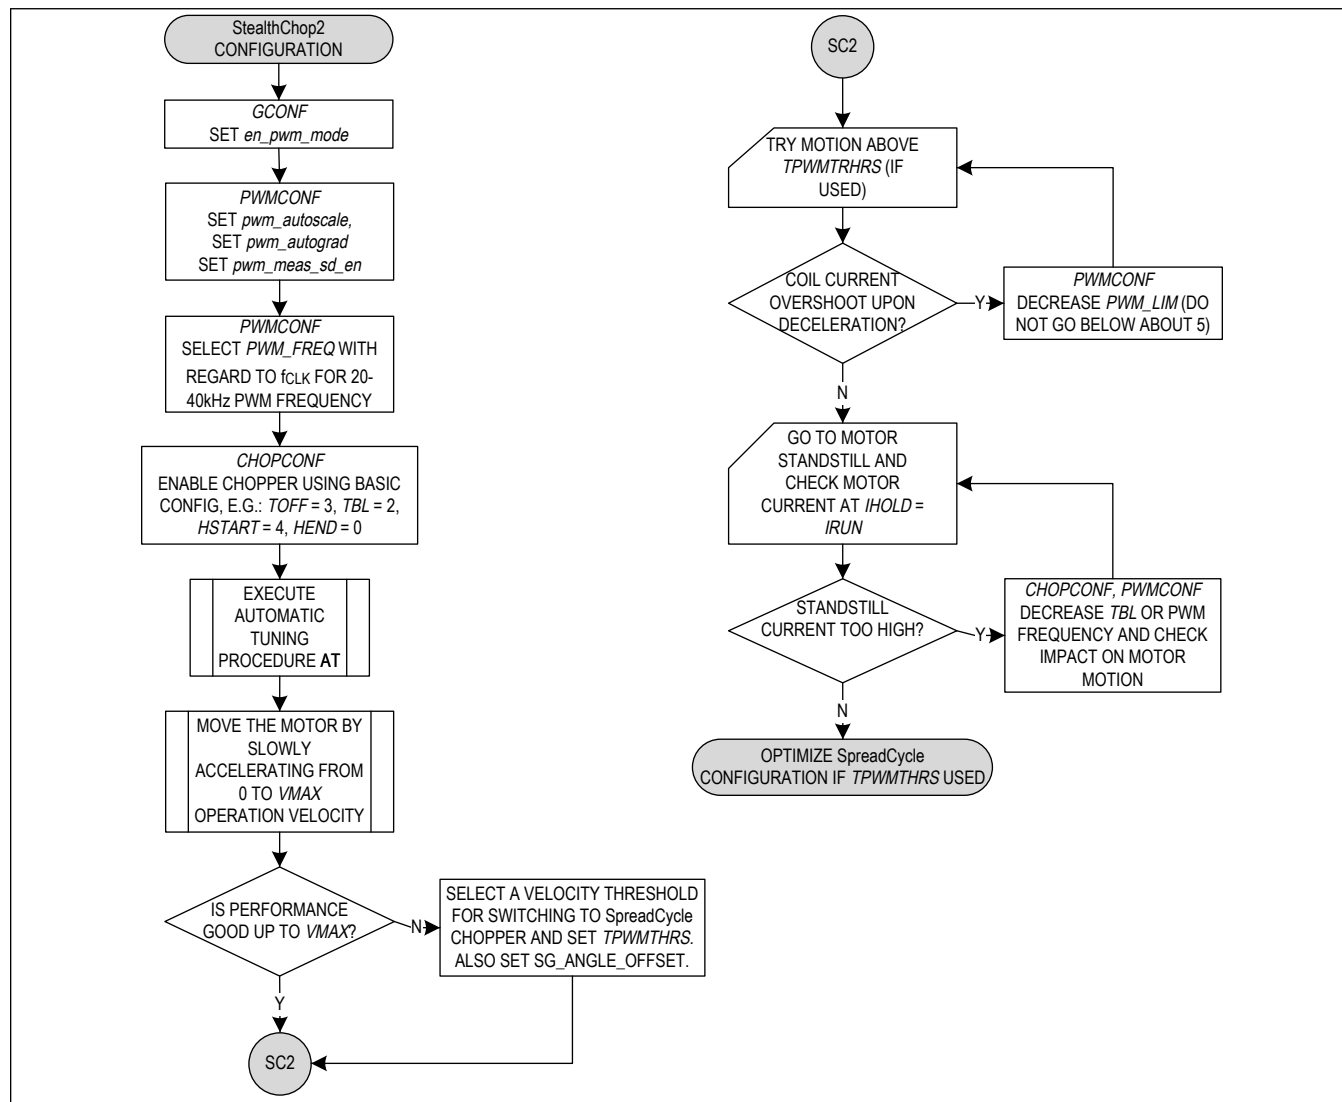 StealthChop2
CONFIGURATION
GCONF
SET en_pwm_mode
PWMCONF
SET pwm_autoscale,
SET pwm_autograd
SET pwm_meas_sd_en
PWMCONF
SELECT PWM_FREQ WITH
REGARD TO fCLK FOR 20-
40kHz PWM FREQUENCY
CHOPCONF
ENABLE CHOPPER USING BASIC
CONFIG, E.G.: TOFF = 3, TBL = 2,
HSTART = 4, HEND = 0
EXECUTE
AUTOMATIC
TUNING
PROCEDURE AT
MOVE THE MOTOR BY
SLOWLY
ACCELERATING FROM
0 TO VMAX
OPERATION VELOCITY
IS PERFORMANCE
GOOD UP TO VMAX?
N
SELECT A VELOCITY THRESHOLD
FOR SWITCHING TO SpreadCycle
CHOPPER AND SET TPWMTHRS.
ALSO SET SG_ANGLE_OFFSET.
Y
SC2
SC2
TRY MOTION ABOVE
TPWMTRHRS (IF
USED)
COIL CURRENT
OVERSHOOT UPON
DECELERATION?
Y
PWMCONF
DECREASE PWM_LIM (DO
NOT GO BELOW ABOUT 5)
N
GO TO MOTOR
STANDSTILL AND
CHECK MOTOR
CURRENT AT IHOLD =
IRUN
STANDSTILL
CURRENT TOO HIGH?
Y
CHOPCONF, PWMCONF
DECREASE TBL OR PWM
FREQUENCY AND CHECK
IMPACT ON MOTOR
MOTION
N
OPTIMIZE SpreadCycle
CONFIGURATION IF TPWMTHRS USED